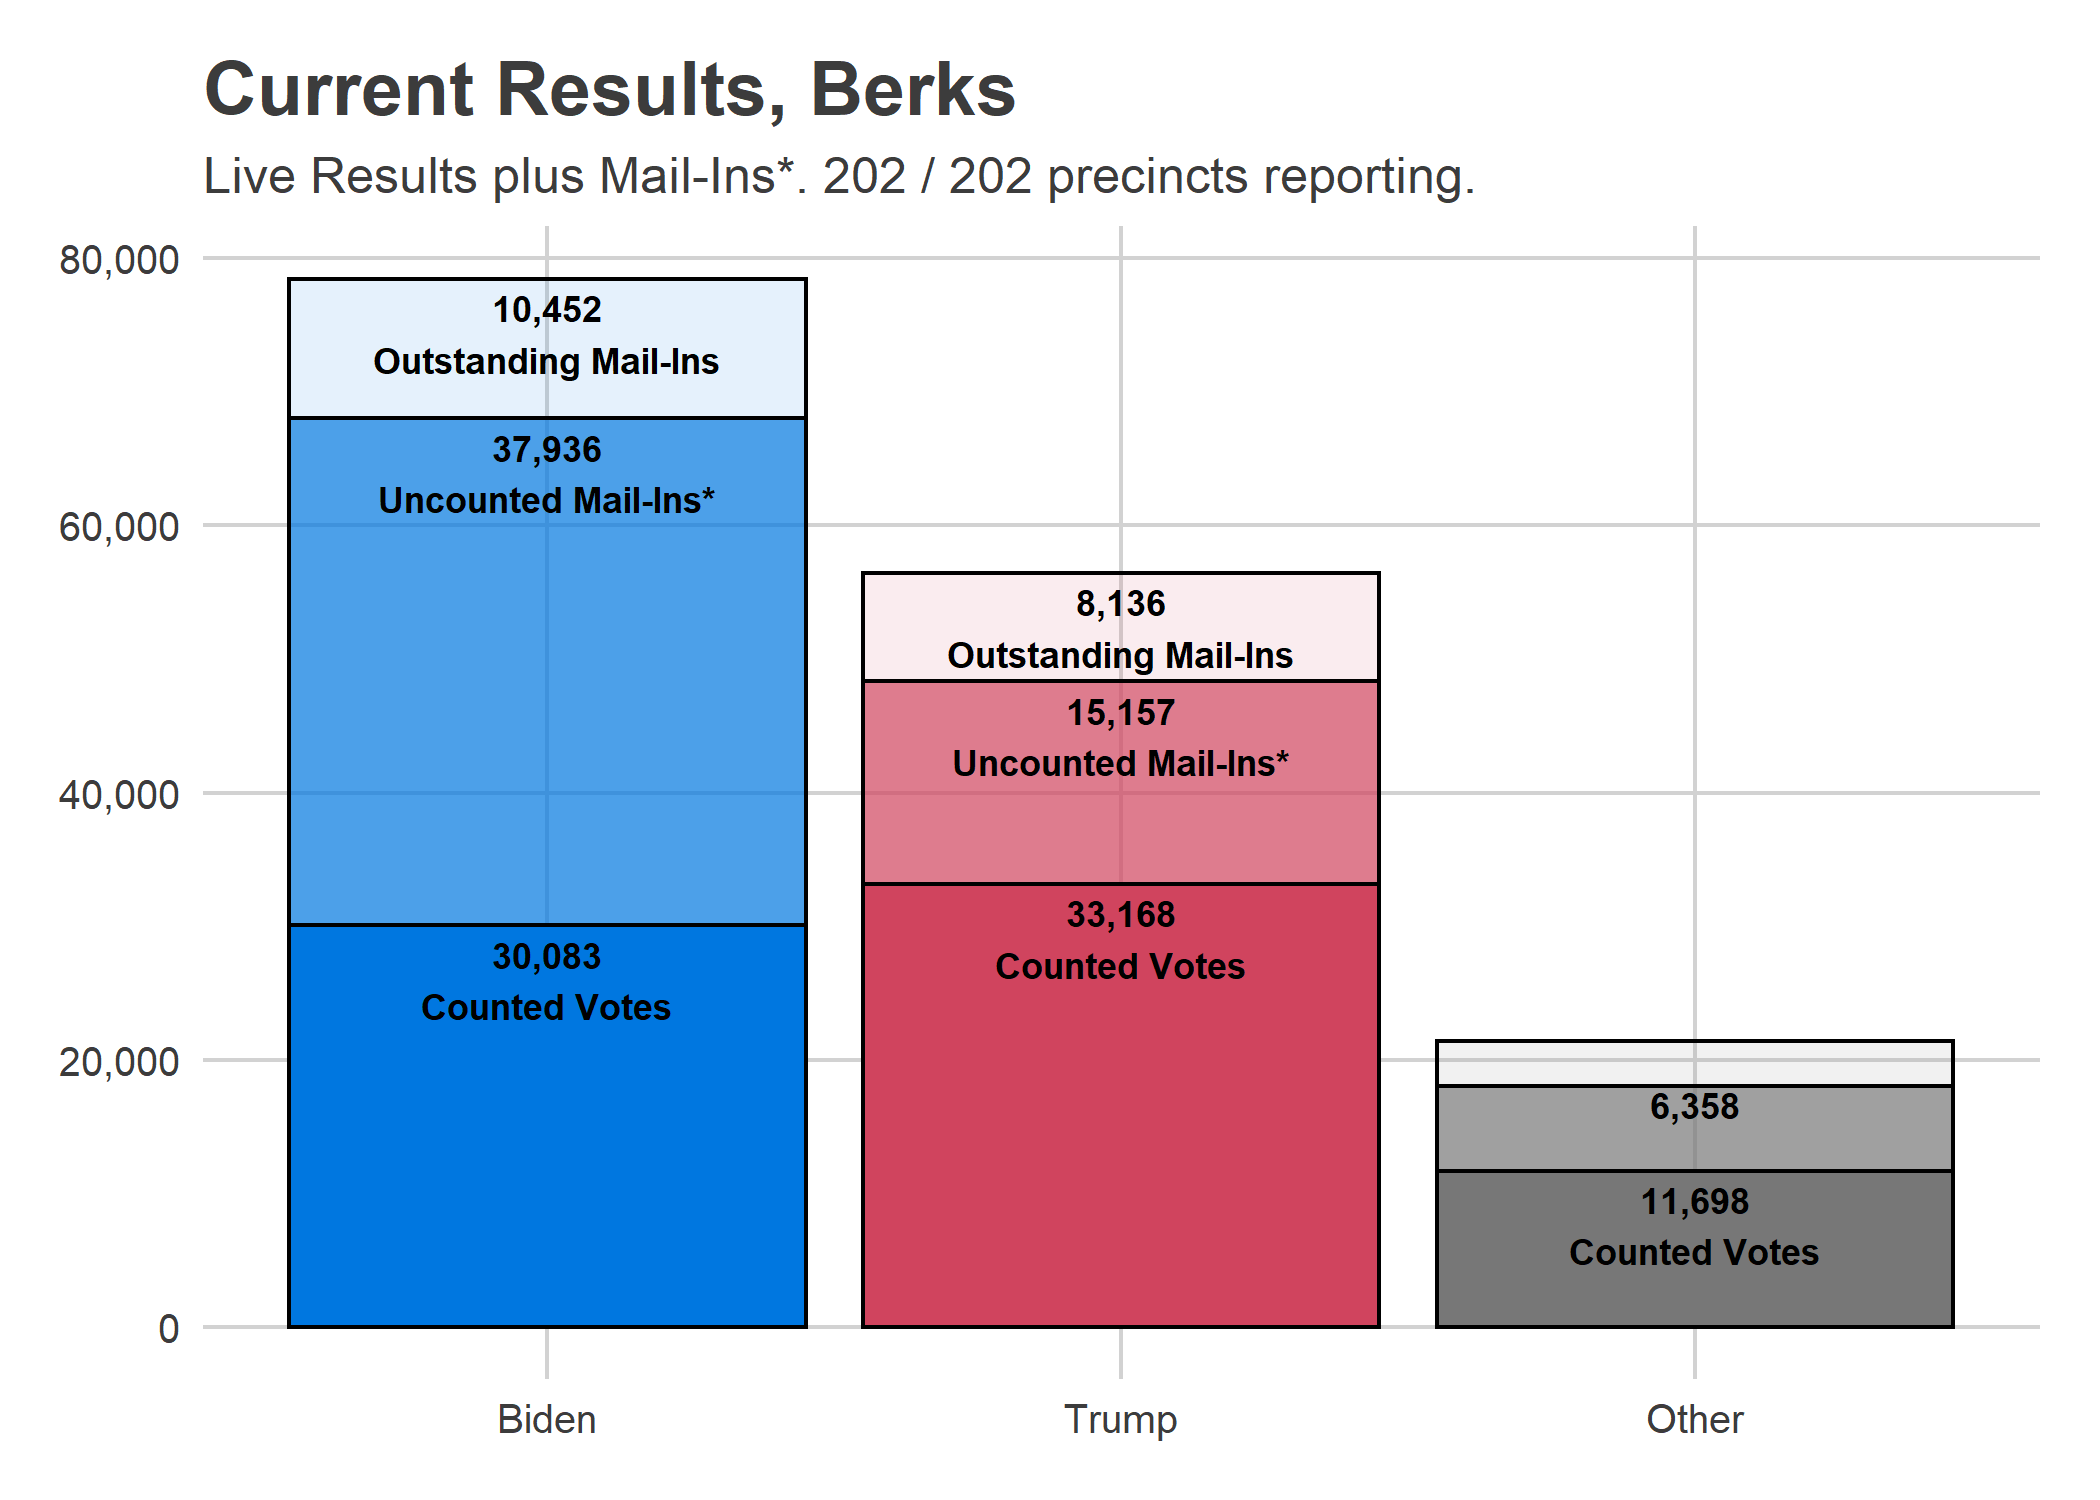 Current Results, Berks
Live Results plus Mail-Ins*. 202 / 202 precincts reporting.
80,000
60,000
40,000
20,000
0
10,452
Outstanding Mail-Ins
37,936
Uncounted Mail-Ins*
30,083
Counted Votes
8,136
Outstanding Mail-Ins
15,157
Uncounted Mail-Ins*
33,168
Counted Votes
6,358
11,698
Counted Votes
Biden
Trump
Other